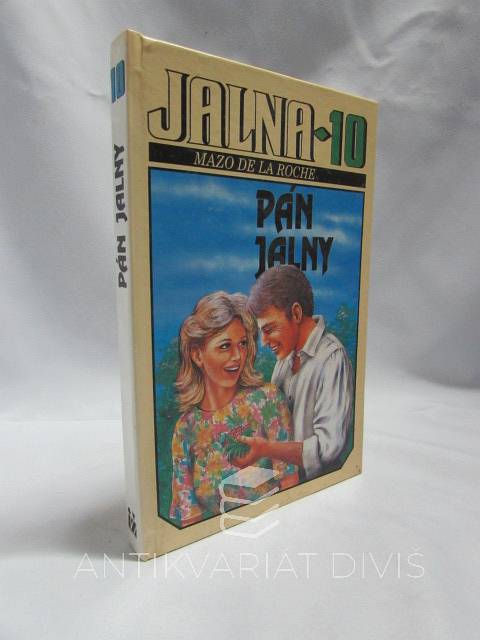 JALNA·10
MAZO DE LA ROCHE
PÁN
JALNY
10
PÁN JALNY
ANTIKVARIÁT DIVIŠ